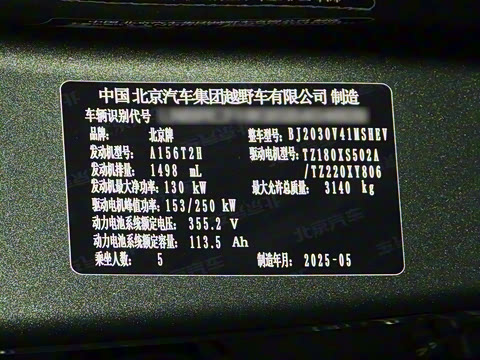 中国 北京汽车集团越野车有限公司 制造
车辆识别代号
品牌: 北京牌 整车型号: BJ2030V41MSHEV
发动机型号: A156T2H 驱动电机型号: TZ180XS502A
发动机排量: 1498 mL /TZ220XY806
发动机最大净功率: 130 kW 最大允许总质量: 3140 kg
驱动电机峰值功率: 153/250 kW
动力电池系统额定电压: 355.2 V
动力电池系统额定容量: 113.5 Ah
乘坐人数: 5 制造年月: 2025-05